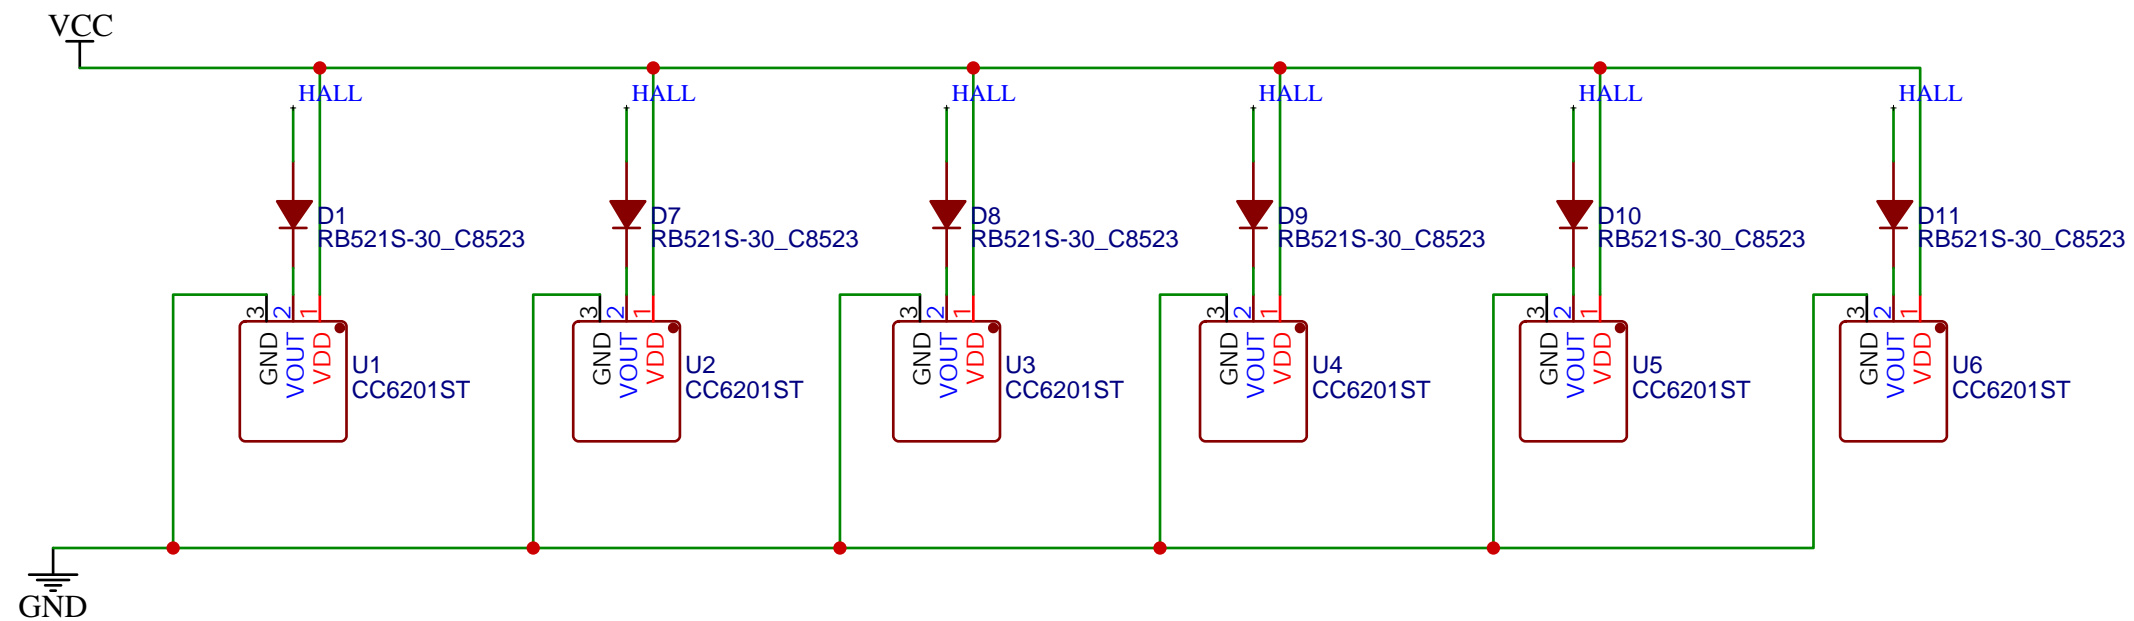 VCC
HALL
HALL
HALL
HALL
HALL
HALL
D1
RB521S-30_C8523
D7
RB521S-30_C8523
D8
RB521S-30_C8523
D9
RB521S-30_C8523
D10
RB521S-30_C8523
D11
RB521S-30_C8523
3
2
1
GND
VOUT
VDD
U1
CC6201ST
3
2
1
GND
VOUT
VDD
U2
CC6201ST
3
2
1
GND
VOUT
VDD
U3
CC6201ST
3
2
1
GND
VOUT
VDD
U4
CC6201ST
3
2
1
GND
VOUT
VDD
U5
CC6201ST
3
2
1
GND
VOUT
VDD
U6
CC6201ST
GND